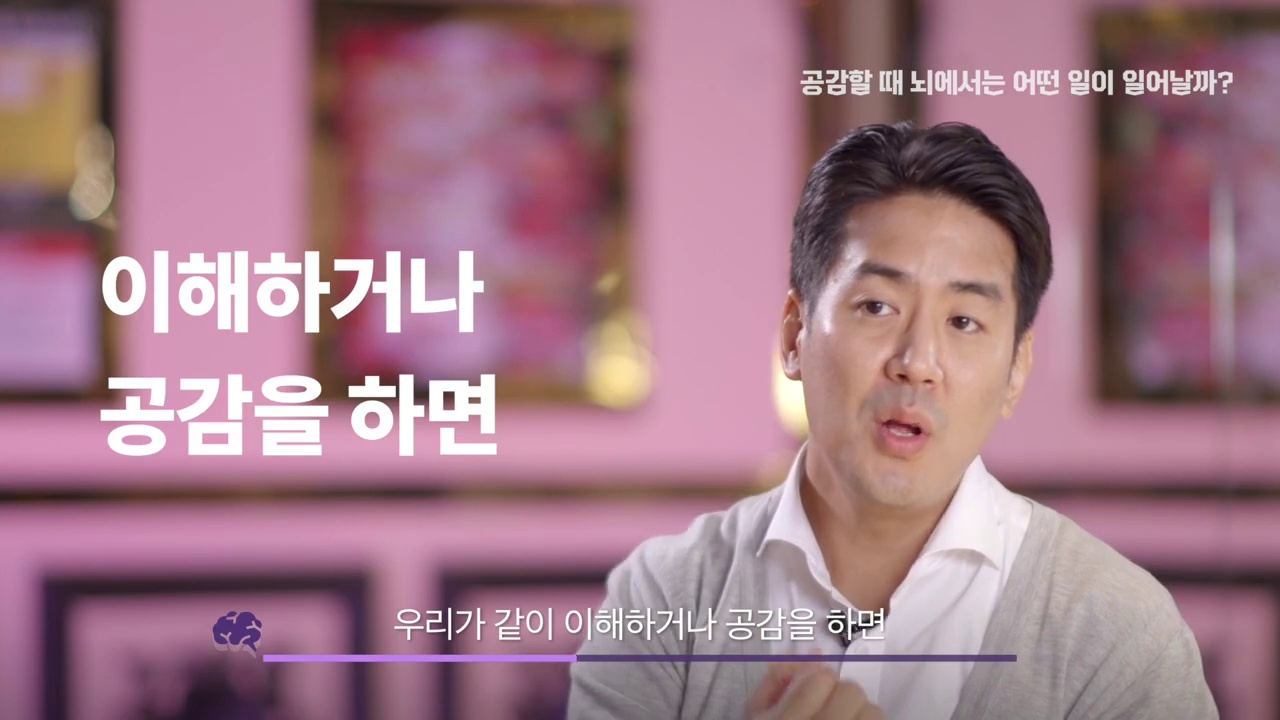 공감할 때 뇌에서는 어떤 일이 일어날까?
이해하거나
공감을 하면
우리가 같이 이해하거나 공감을 하면